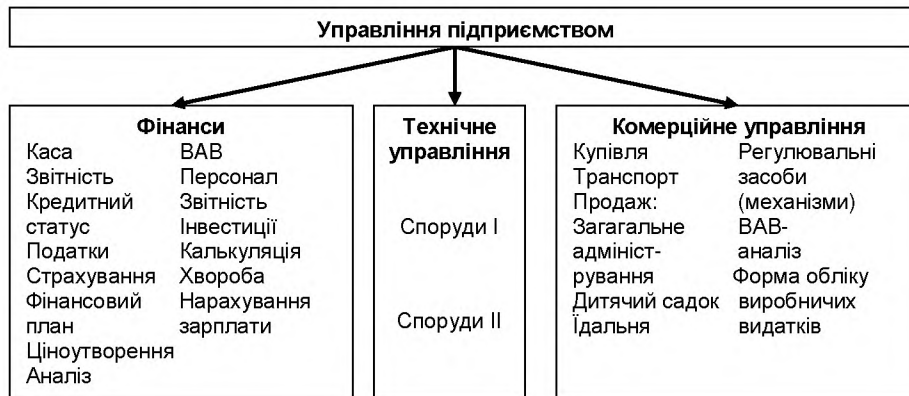 Управління підприємством
Фінанси
Каса
Звітність
Кредитний
статус
Податки
Страхування
Фінансовий
план
Ціноутворення
Аналіз
ВАВ
Персонал
Звітність
Інвестиції
Калькуляція
Хвороба
Нарахування
зарплати
Технічне
управління
Споруди I
Споруди II
Комерційне управління
Купівля
Транспорт
Продаж:
Загагальне
адмініст-
рування
Дитячий садок
Їдальня
Регулювальні
засоби
(механізми)
ВАВ-
аналіз
Форма обліку
виробничих
видатків